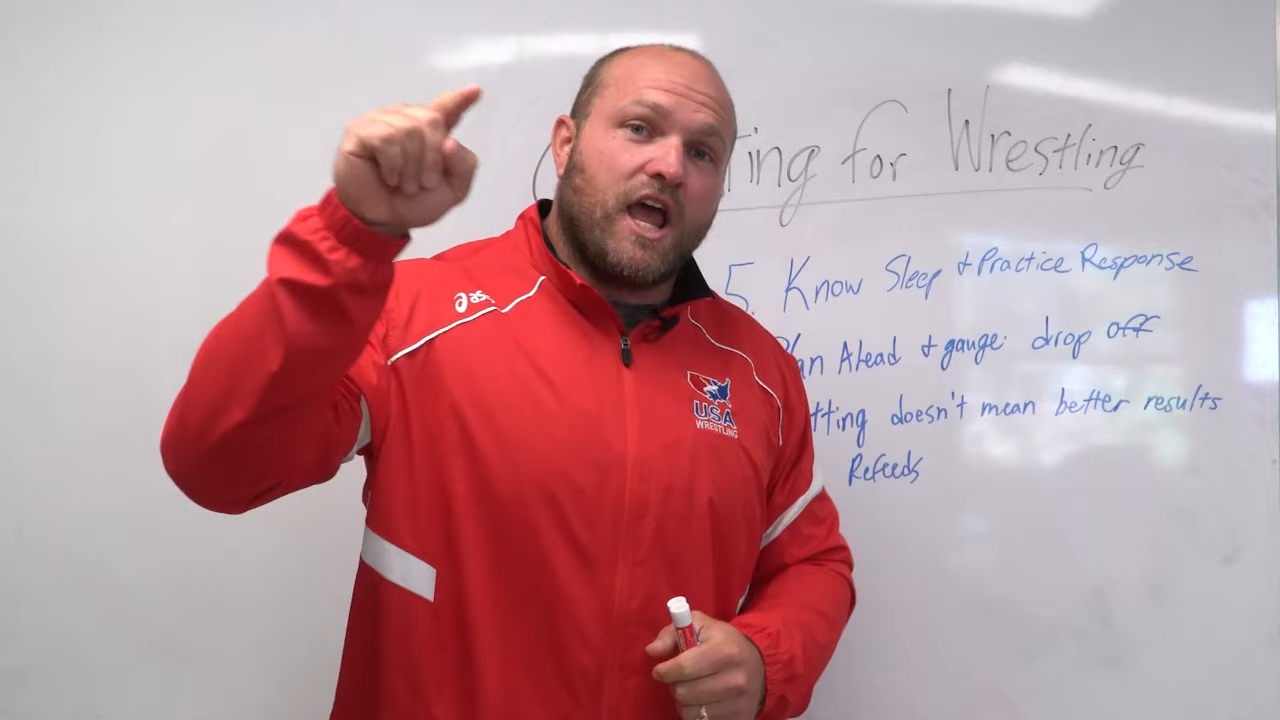 ting for Wrestling
5. Know Sleep + Practice Response
Plan Ahead + gauge drop off
tting doesn't mean better results
Refeeds
asics
USA
WRESTLING